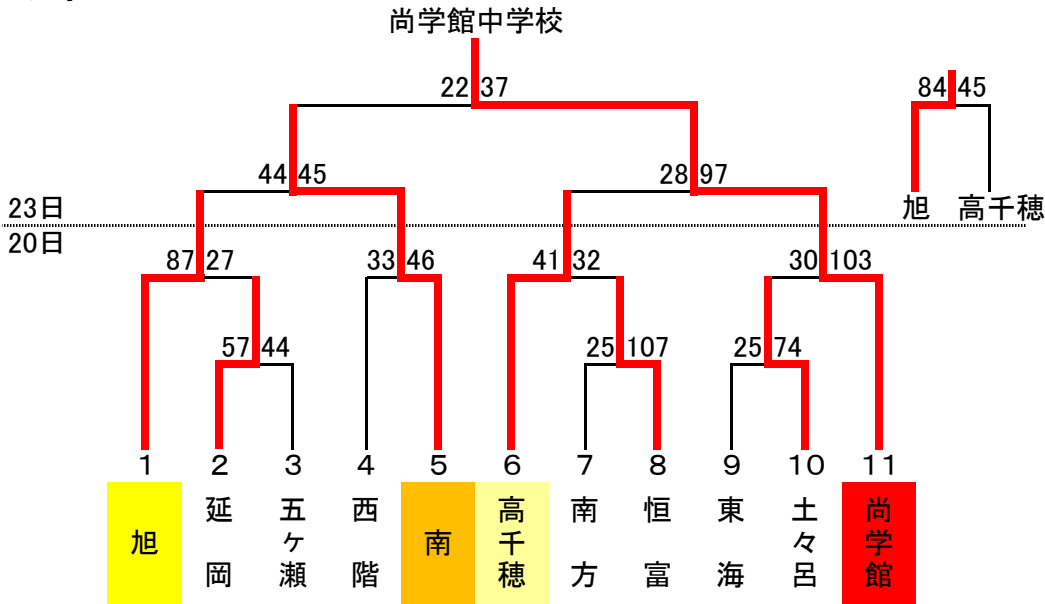 尚学館中学校
22 37
84 45
44 45
28 97
旭 高千穂
23日
20日
87 27
33 46
41 32
30 103
57 44
25 107
25 74
1 2 3 4 5 6 7 8 9 10 11
旭
延岡
五ヶ瀬
西階
南
高千穂
南方
恒富
東海
土々呂
尚学館